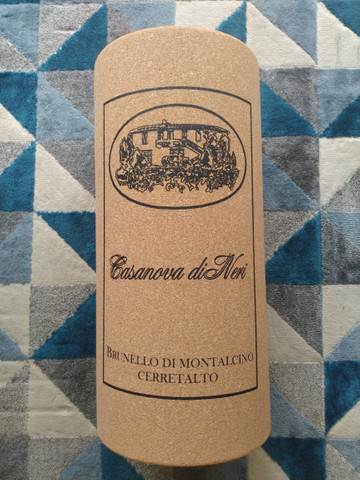 Casanova di Neri
BRUNELLO DI MONTALCINO
CERRETALTO